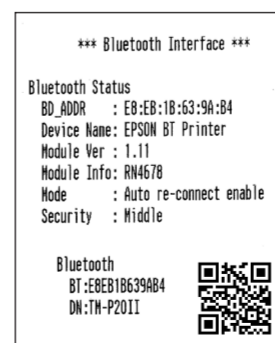 *** Bluetooth Interface ***
Bluetooth Status
BD_ADDR : E8:EB:1B:63:9A:B4
Device Name: EPSON BT Printer
Module Ver : 1.11
Module Info: RN4678
Mode : Auto re-connect enable
Security : Middle
Bluetooth
BT:E8EB1B639AB4
DN:TM-P20II